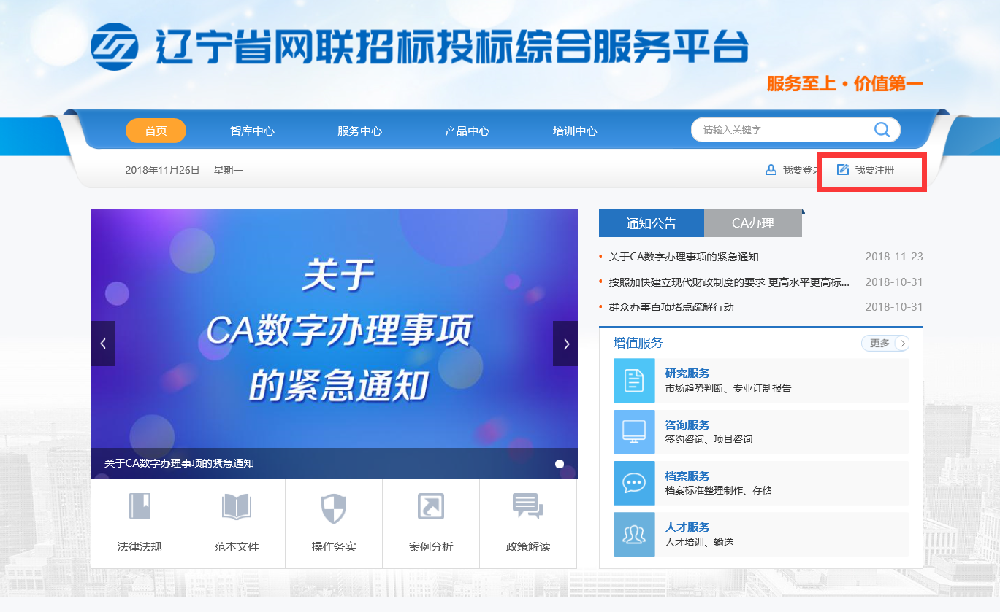 辽宁省网联招标投标综合服务平台
服务至上·价值第一
首页
智库中心
服务中心
产品中心
培训中心
请输入关键字
2018年11月26日 星期一
我要登录
我要注册
关于
CA数字办理事项
的紧急通知
关于CA数字办理事项的紧急通知
法律法规
范本文件
操作务实
案例分析
政策解读
通知公告
CA办理
关于CA数字办理事项的紧急通知 2018-11-23
按照加快建立现代财政制度的要求 更高水平更高标... 2018-10-31
群众办事百项堵点疏解行动 2018-10-31
增值服务
更多
研究服务
市场趋势判断、专业订制报告
咨询服务
签约咨询、项目咨询
档案服务
档案标准整理制作、存储
人才服务
人才培训、输送